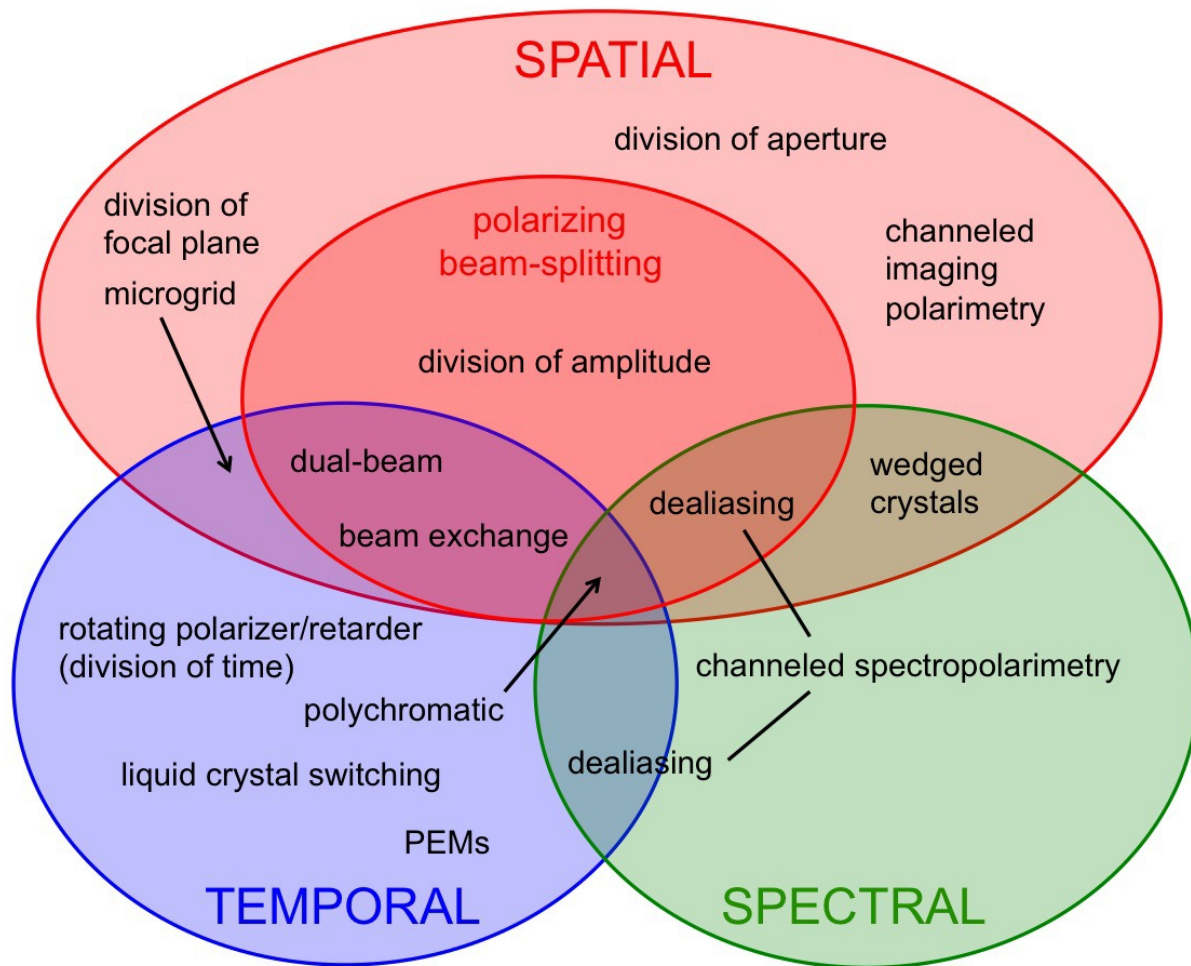 SPATIAL
division of aperture
division of
focal plane
microgrid
polarizing
beam-splitting
channeled
imaging
polarimetry
division of amplitude
dual-beam
wedged
crystals
dealiasing
beam exchange
rotating polarizer/retarder
(division of time)
channeled spectropolarimetry
polychromatic
dealiasing
liquid crystal switching
PEMs
TEMPORAL
SPECTRAL